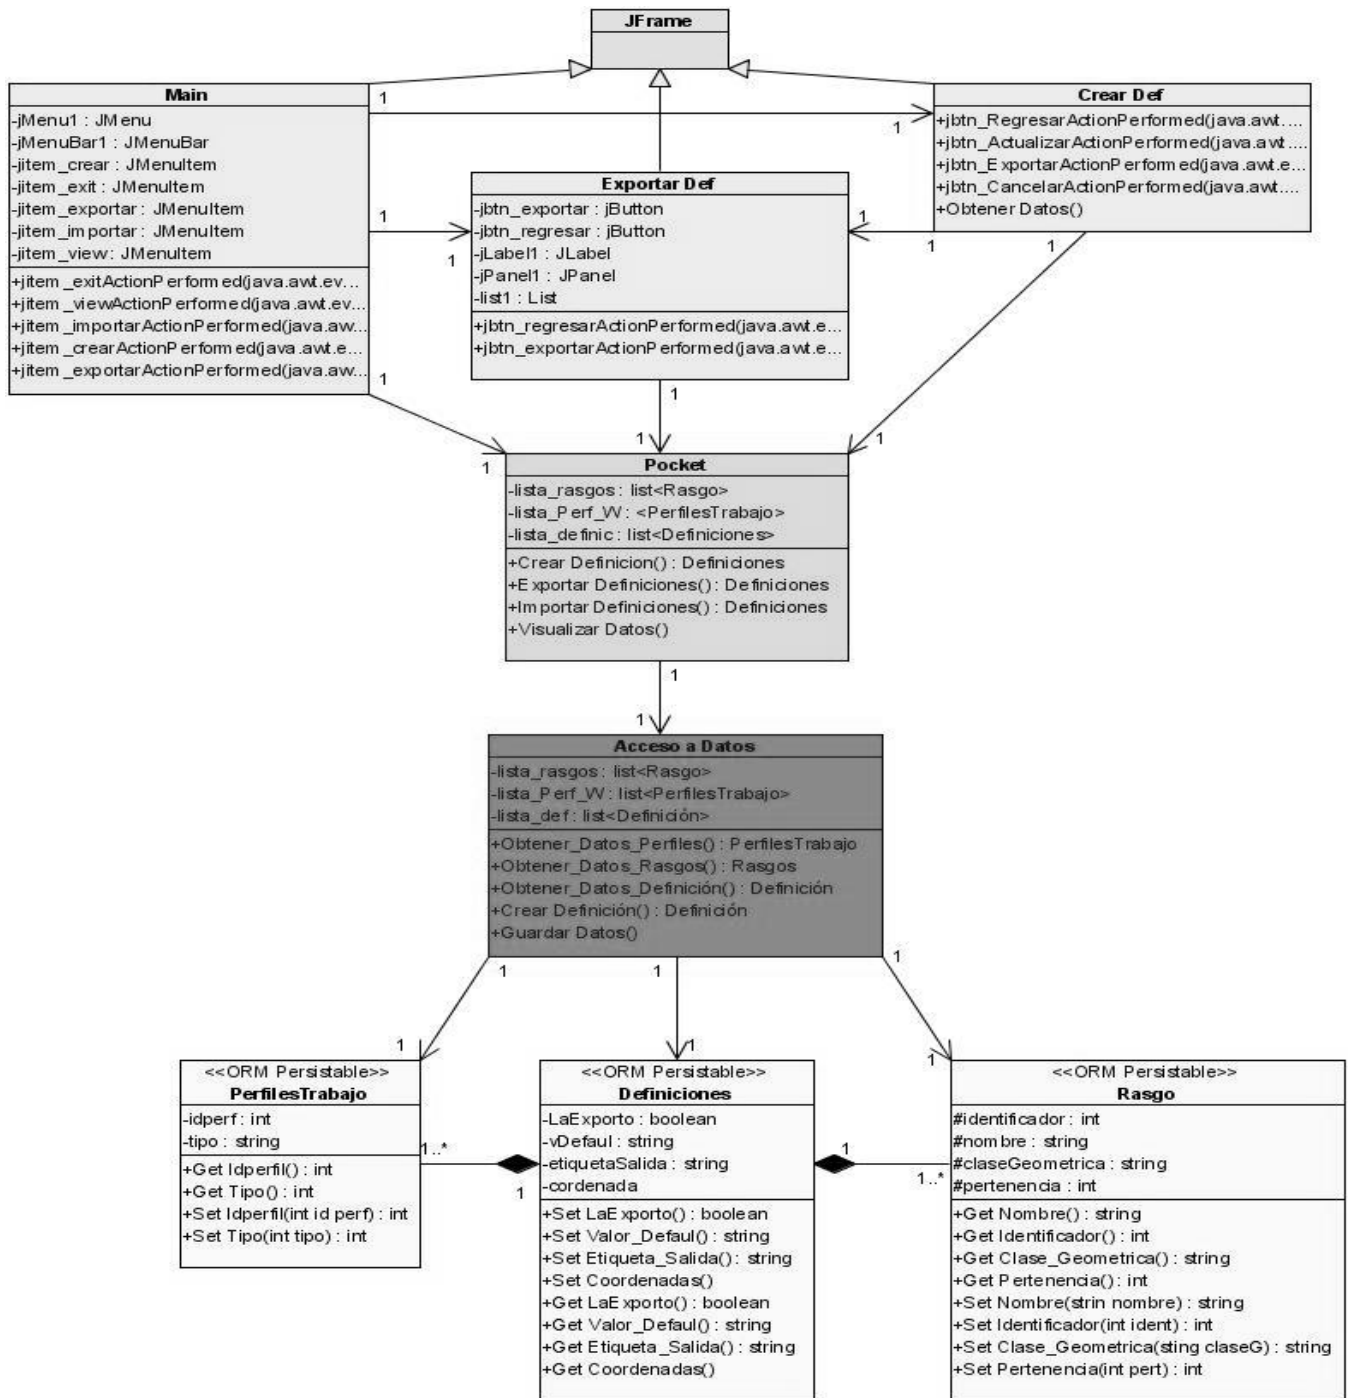 JFrame
Main
-jMenu1 : JMenu
-jMenuBar1 : JMenuBar
-jitem_crear : JMenuItem
-jitem_exit : JMenuItem
-jitem_exportar : JMenuItem
-jitem_importar : JMenuItem
-jitem_view : JMenuItem
+jitem_exitActionPerformed(java.awt.ev...
+jitem_viewActionPerformed(java.awt.ev...
+jitem_importarActionPerformed(java.aw...
+jitem_crearActionPerformed(java.awt.e...
+jitem_exportarActionPerformed(java.aw...
1
1
1
1
1
1
Exportar Def
-jbtn_exportar : jButton
-jbtn_regresar : jButton
-jLabel1 : JLabel
-jPanel1 : JPanel
-list1 : List
+jbtn_regresarActionPerformed(java.awt.e...
+jbtn_exportarActionPerformed(java.awt.e...
Crear Def
+jbtn_RegresarActionPerformed(java.awt....
+jbtn_ActualizarActionPerformed(java.awt....
+jbtn_ExportarActionPerformed(java.awt.e...
+jbtn_CancelarActionPerformed(java.awt....
+Obtener Datos()
1
1
1
1
1
1
Pocket
-lista_rasgos : list<Rasgo>
-lista_Perf_W : <PerfilesTrabajo>
-lista_definic : list<Definiciones>
+Crear Definicion() : Definiciones
+Exportar Definiciones() : Definiciones
+Importar Definiciones() : Definiciones
+Visualizar Datos()
1
1
Acceso a Datos
-lista_rasgos : list<Rasgo>
-lista_Perf_W : list<PerfilesTrabajo>
-lista_def : list<Definición>
+Obtener_Datos_Perfiles() : PerfilesTrabajo
+Obtener_Datos_Rasgos() : Rasgos
+Obtener_Datos_Definición() : Definición
+Crear Definición() : Definición
+Guardar Datos()
1
1
1
1
1
1
<<ORM Persistable>>
PerfilesTrabajo
-idperf : int
-tipo : string
+Get Idperfil() : int
+Get Tipo() : int
+Set Idperfil(int id perf) : int
+Set Tipo(int tipo) : int
1..*
1
<<ORM Persistable>>
Definiciones
-LaExporto : boolean
-vDefaul : string
-etiquetaSalida : string
-cordenada
+Set LaExporto() : boolean
+Set Valor_Defaul() : string
+Set Etiqueta_Salida() : string
+Set Coordenadas()
+Get LaExporto() : boolean
+Get Valor_Defaul() : string
+Get Etiqueta_Salida() : string
+Get Coordenadas()
1
1..*
<<ORM Persistable>>
Rasgo
#identificador : int
#nombre : string
#claseGeometrica : string
#pertenencia : int
+Get Nombre() : string
+Get Identificador() : int
+Get Clase_Geometrica() : string
+Get Pertenencia() : int
+Set Nombre(strin nombre) : string
+Set Identificador(int ident) : int
+Set Clase_Geometrica(sting claseG) : string
+Set Pertenencia(int pert) : int